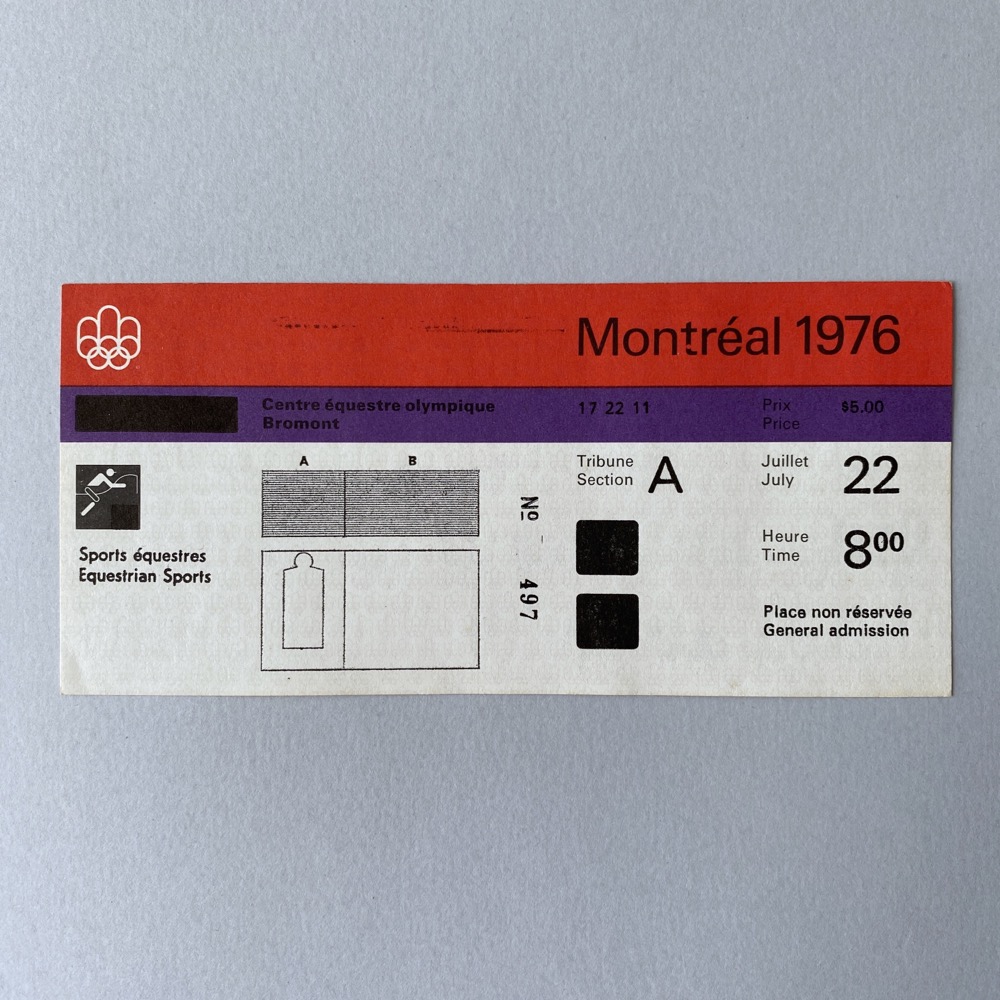 Montréal 1976
Centre équestre olympique
Bromont
17 22 11
Prix
Price
$5.00
Sports équestres
Equestrian Sports
A B
Nº 497
Tribune
Section
A
Juillet
July
22
Heure
Time
8⁰⁰
Place non réservée
General admission